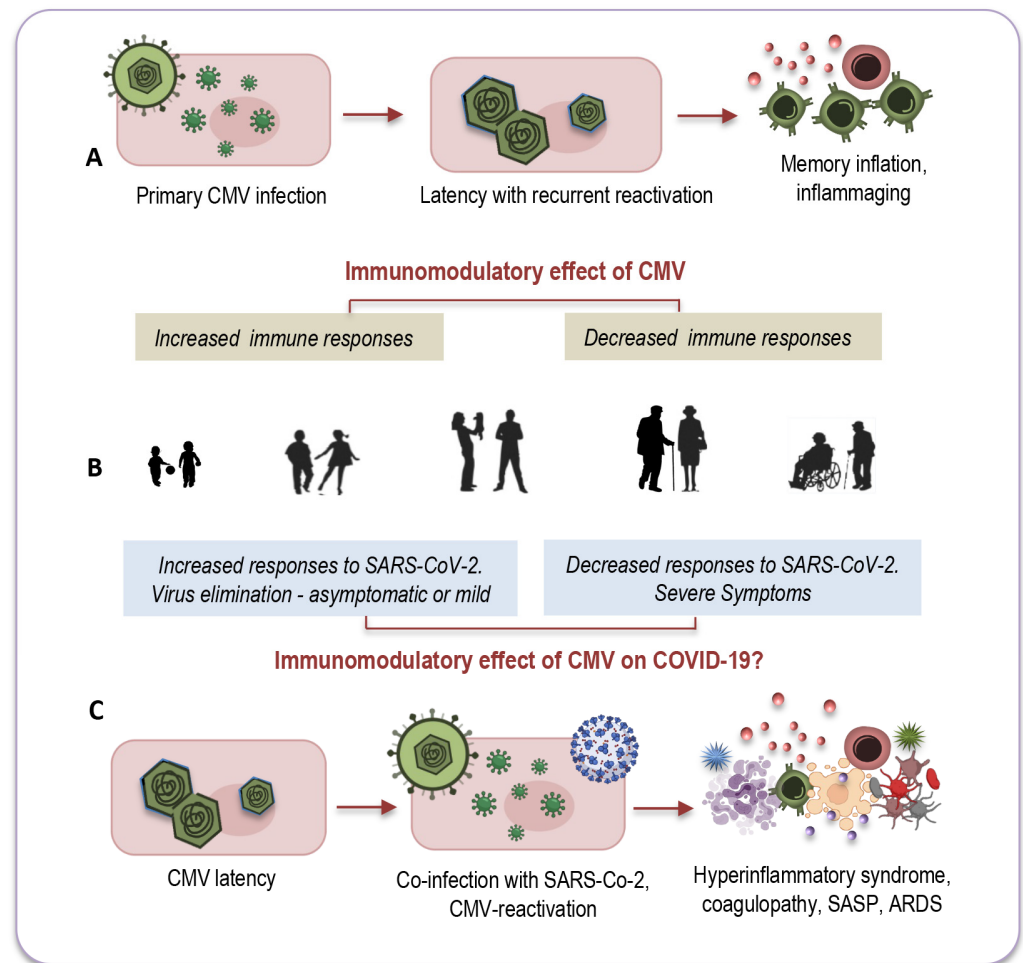 A
Primary CMV infection
Latency with recurrent reactivation
Memory inflation,
inflammaging
Immunomodulatory effect of CMV
Increased immune responses
Decreased immune responses
B
Increased responses to SARS-CoV-2.
Virus elimination - asymptomatic or mild
Decreased responses to SARS-CoV-2.
Severe Symptoms
Immunomodulatory effect of CMV on COVID-19?
C
CMV latency
Co-infection with SARS-Co-2,
CMV-reactivation
Hyperinflammatory syndrome,
coagulopathy, SASP, ARDS